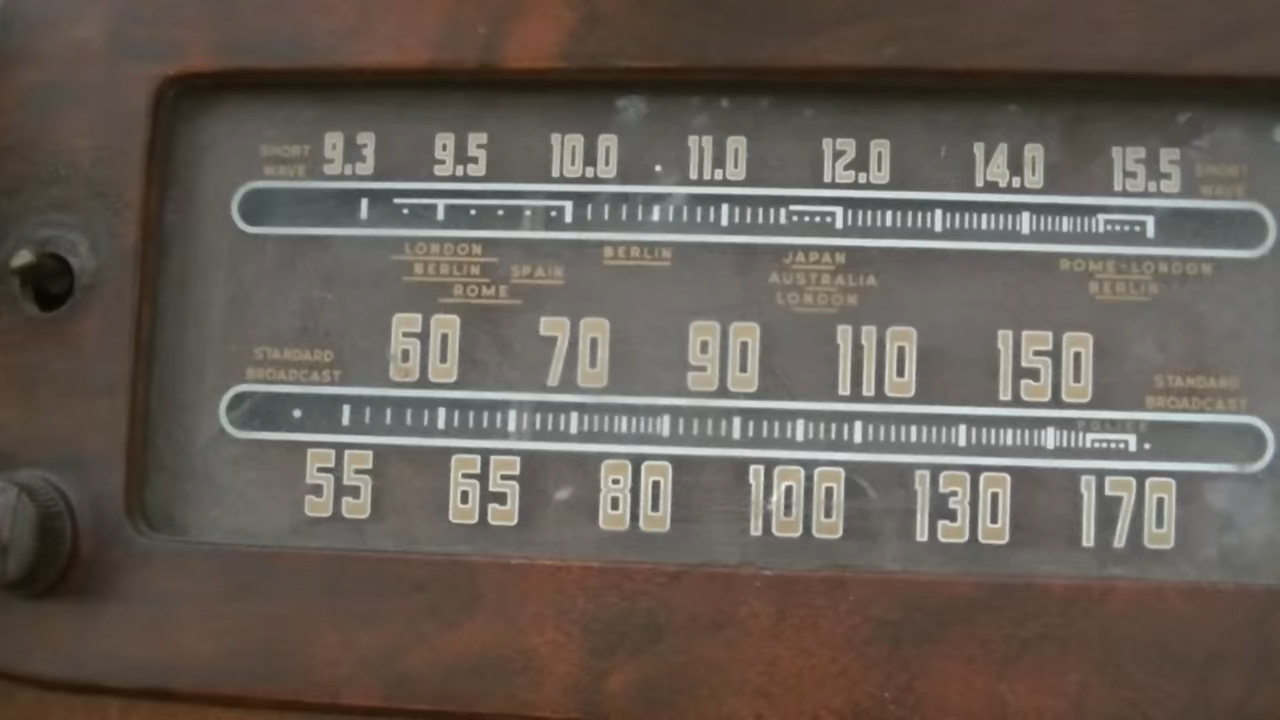 SHORT WAVE 9.3 9.5 10.0 11.0 12.0 14.0 15.5 SHORT WAVE
LONDON BERLIN JAPAN ROME-LONDON
BERLIN SPAIN AUSTRALIA BERLIN
ROME LONDON
60 70 90 110 150
STANDARD BROADCAST STANDARD BROADCAST
POLICE
55 65 80 100 130 170